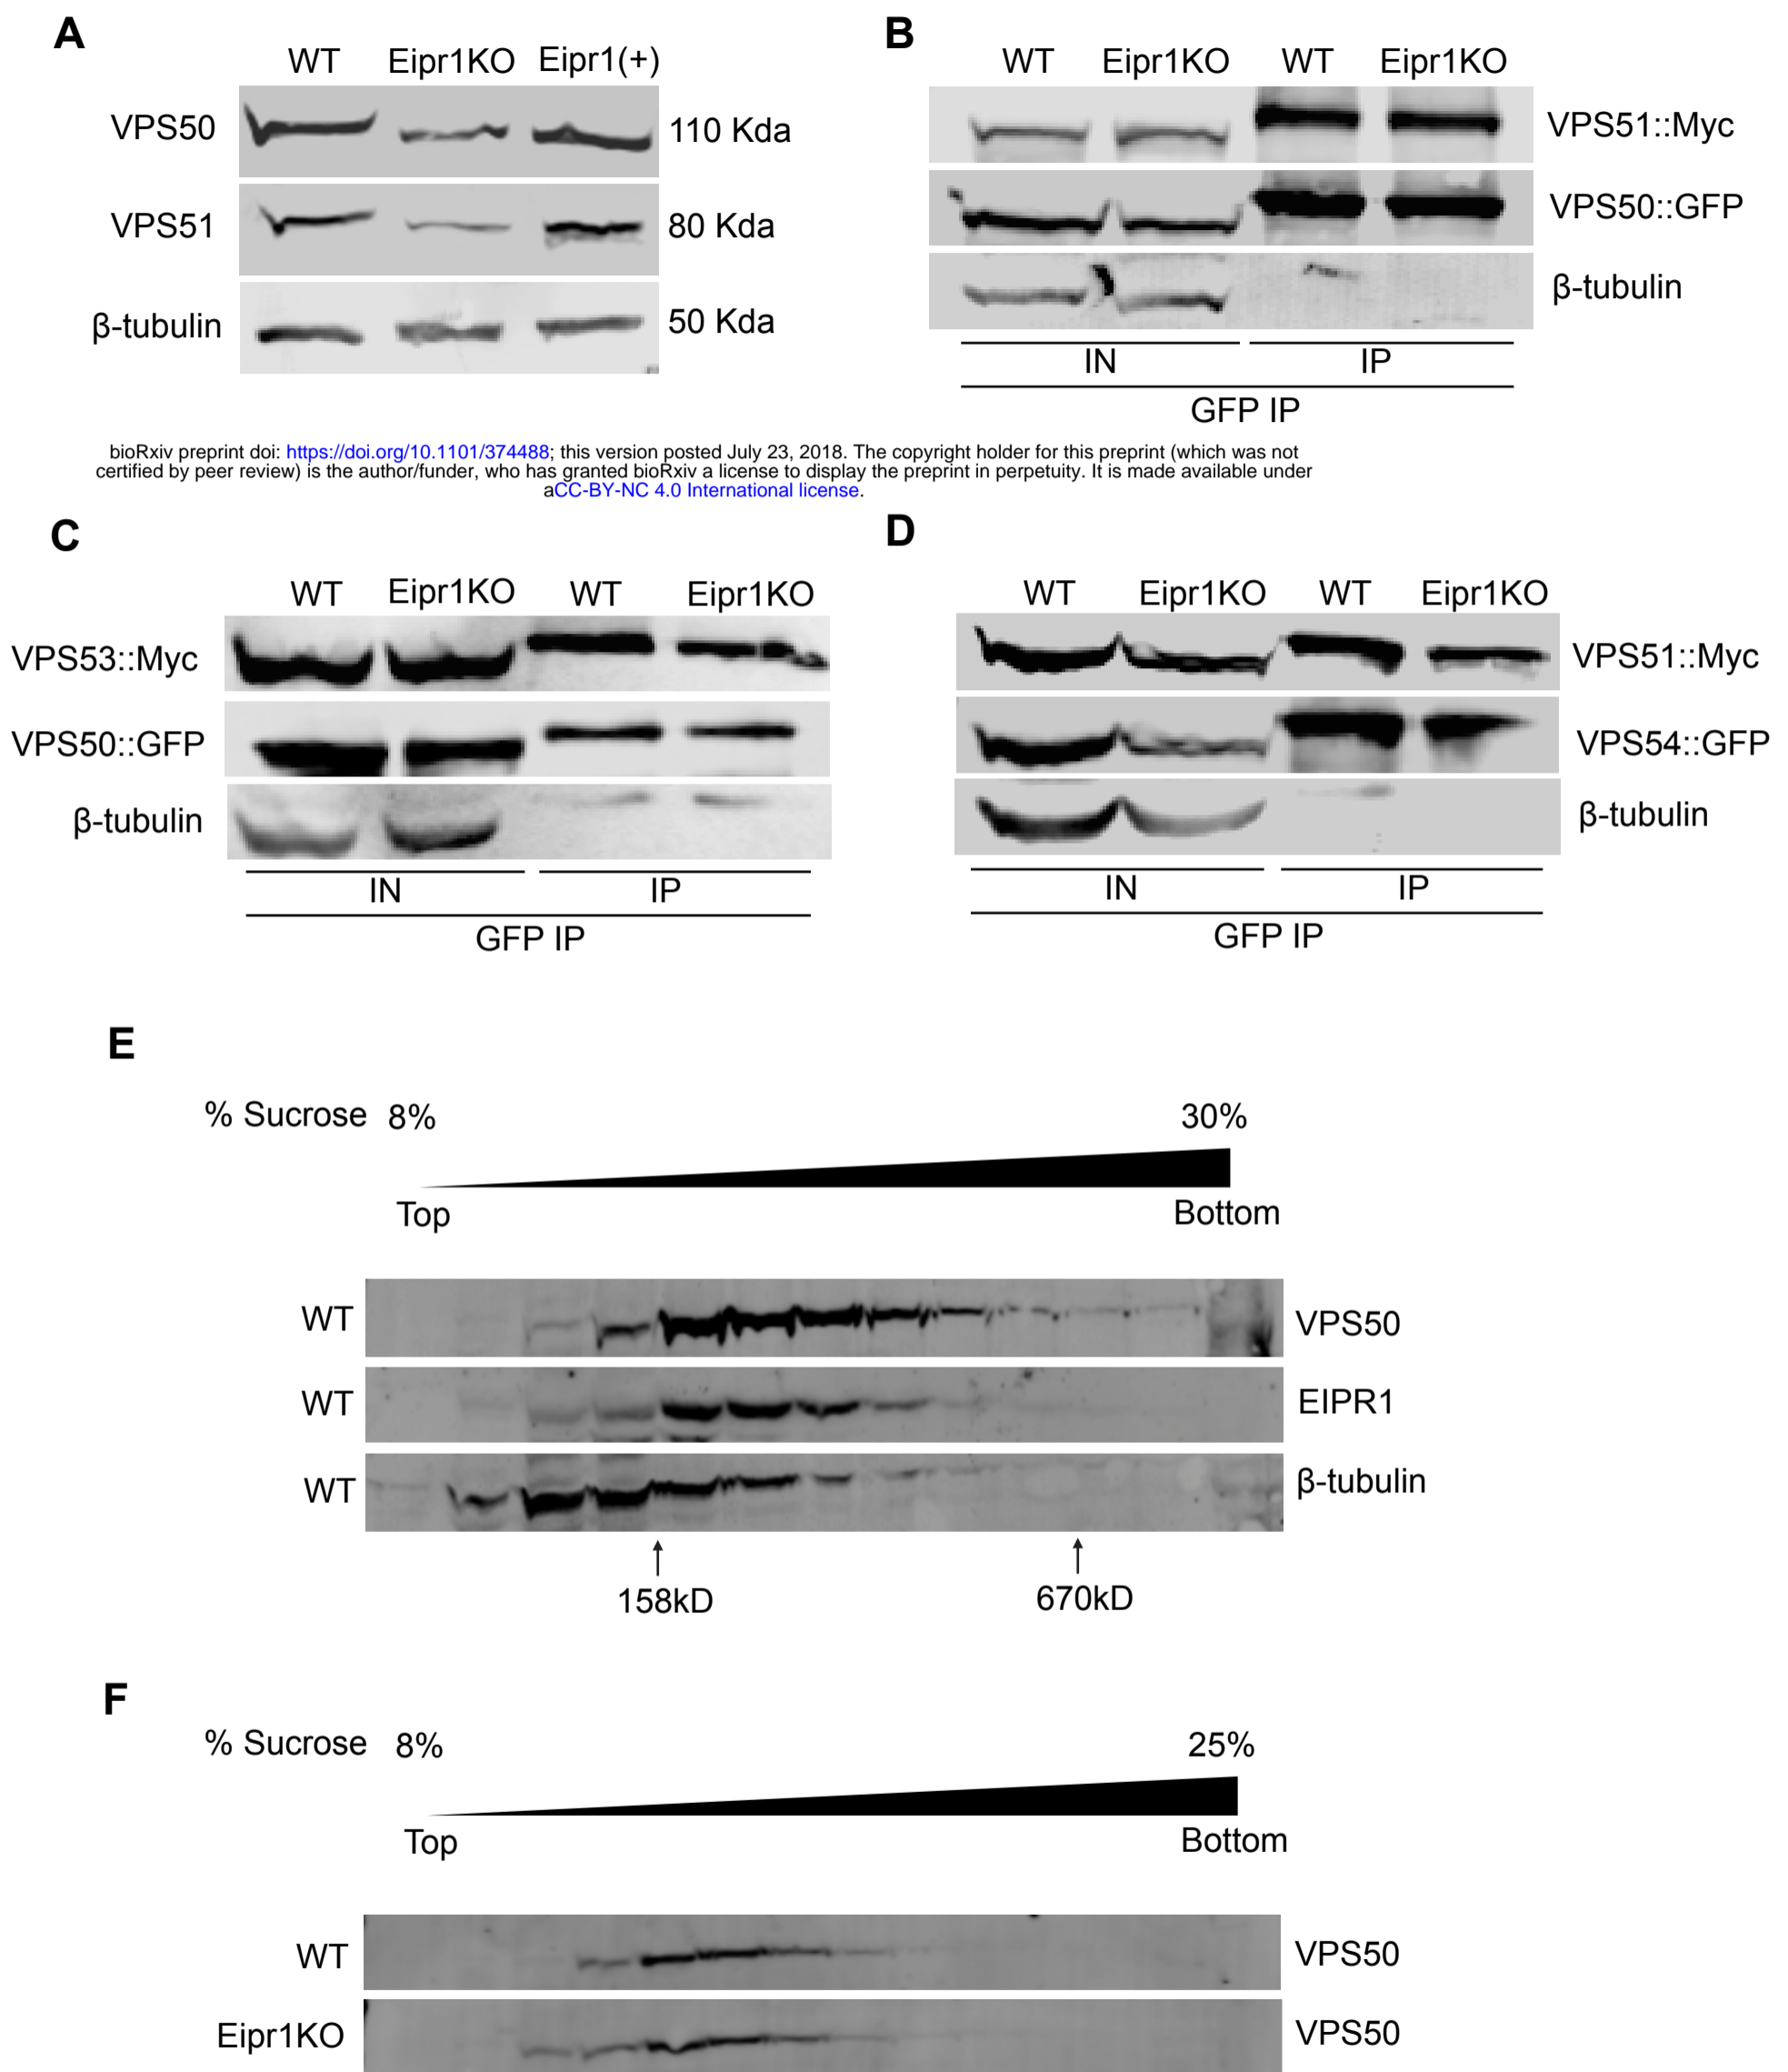 A
WT Eipr1KO Eipr1(+)
VPS50 110 Kda
VPS51 80 Kda
β-tubulin 50 Kda
B
WT Eipr1KO WT Eipr1KO
VPS51::Myc
VPS50::GFP
β-tubulin
IN IP
GFP IP
bioRxiv preprint doi: https://doi.org/10.1101/374488; this version posted July 23, 2018. The copyright holder for this preprint (which was not
certified by peer review) is the author/funder, who has granted bioRxiv a license to display the preprint in perpetuity. It is made available under
aCC-BY-NC 4.0 International license.
C
WT Eipr1KO WT Eipr1KO
VPS53::Myc
VPS50::GFP
β-tubulin
IN IP
GFP IP
D
WT Eipr1KO WT Eipr1KO
VPS51::Myc
VPS54::GFP
β-tubulin
IN IP
GFP IP
E
% Sucrose 8% 30%
Top Bottom
WT VPS50
WT EIPR1
WT β-tubulin
158kD 670kD
F
% Sucrose 8% 25%
Top Bottom
WT VPS50
Eipr1KO VPS50